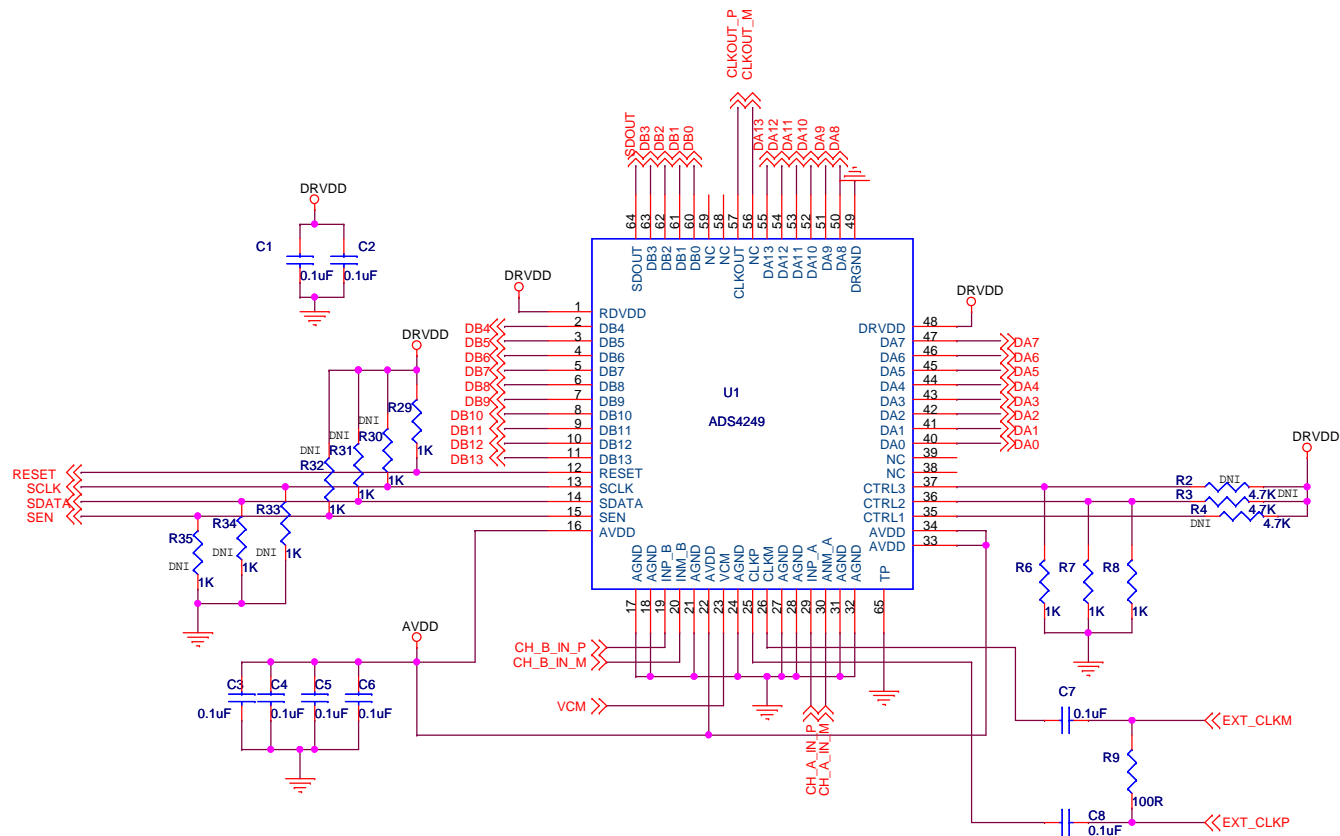 CLKOUT_P
CLKOUT_M
SDOUT
DB3
DB2
DB1
DB0
DA13
DA12
DA11
DA10
DA9
DA8
64
63
62
61
60
59
58
57
56
55
54
53
52
51
50
49
SDOUT
DB3
DB2
DB1
DB0
NC
NC
CLKOUT
NC
DA13
DA12
DA11
DA10
DA9
DA8
DRGND
DRVDD
C1
C2
0.1uF
0.1uF
DRVDD
DRVDD
1
RDVDD
DRVDD
48
DB4
2
DB4
DA7
47
DA7
DB5
3
DB5
DA6
46
DA6
DB6
4
DB6
DA5
45
DA5
DB7
5
DB7
DA4
44
DA4
DB8
6
DB8
DA3
43
DA3
DB9
7
DB9
DA2
42
DA2
DB10
8
DB10
DA1
41
DA1
DB11
9
DB11
DA0
40
DA0
DB12
10
DB12
NC
39
DB13
11
DB13
NC
38
RESET
12
RESET
CTRL3
37
SCLK
13
SCLK
CTRL2
36
SDATA
14
SDATA
CTRL1
35
SEN
15
SEN
AVDD
34
16
AVDD
AVDD
33
U1
ADS4249
DRVDD
R29
1K
DNI
R30
1K
DNI
R31
1K
DNI
R32
1K
R33
DNI
1K
R34
DNI
1K
R35
DNI
1K
DRVDD
R2
DNI
4.7K
R3
DNI
4.7K
R4
DNI
4.7K
R6
1K
R7
1K
R8
1K
AGND
AGND
INP_B
INM_B
AGND
AVDD
VCM
AGND
CLKP
CLKM
AGND
AGND
INP_A
ANM_A
AGND
AGND
TP
17
18
19
20
21
22
23
24
25
26
27
28
29
30
31
32
65
CH_B_IN_P
CH_B_IN_M
VCM
CH_A_IN_P
CH_A_IN_M
AVDD
C3
C4
C5
C6
0.1uF
0.1uF
0.1uF
0.1uF
C7
0.1uF
EXT_CLKM
R9
100R
C8
0.1uF
EXT_CLKP